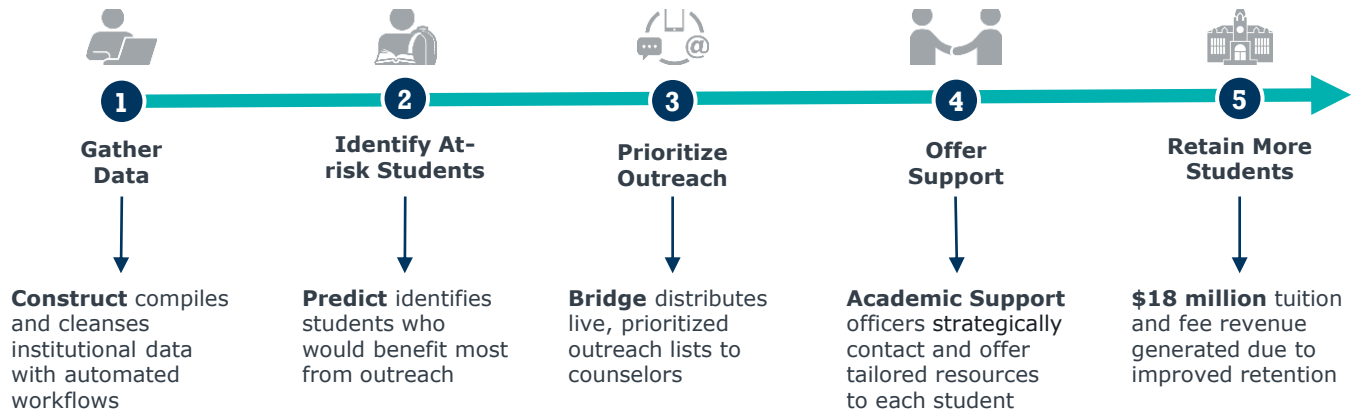 @
1
2
3
4
5
Gather
Data
Identify At-
risk Students
Prioritize
Outreach
Offer
Support
Retain More
Students
Construct compiles
and cleanses
institutional data
with automated
workflows
Predict identifies
students who
would benefit most
from outreach
Bridge distributes
live, prioritized
outreach lists to
counselors
Academic Support
officers strategically
contact and offer
tailored resources
to each student
$18 million tuition
and fee revenue
generated due to
improved retention